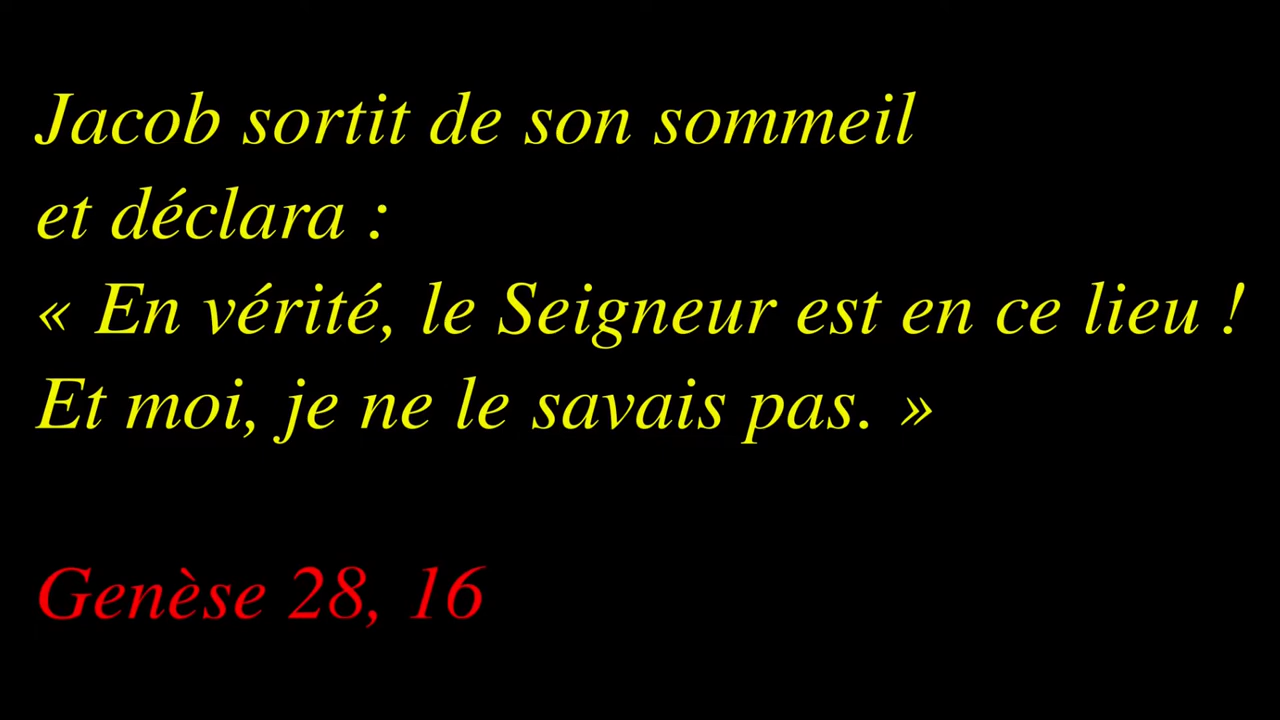 Jacob sortit de son sommeil
et déclara :
« En vérité, le Seigneur est en ce lieu !
Et moi, je ne le savais pas. »
Genèse 28, 16